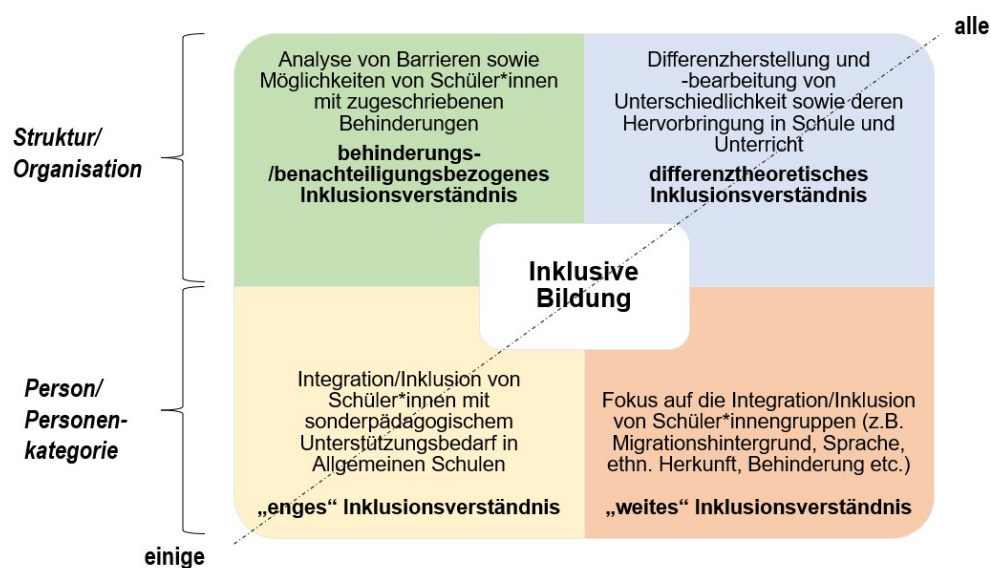 alle
Struktur/
Organisation
Analyse von Barrieren sowie
Möglichkeiten von Schüler*innen
mit zugeschriebenen
Behinderungen
behinderungs-
/benachteiligungsbezogenes
Inklusionsverständnis
Differenzherstellung und
-bearbeitung von
Unterschiedlichkeit sowie deren
Hervorbringung in Schule und
Unterricht
differenztheoretisches
Inklusionsverständnis
Inklusive
Bildung
Person/
Personen-
kategorie
Integration/Inklusion von
Schüler*innen mit
sonderpädagogischem
Unterstützungsbedarf in
Allgemeinen Schulen
„enges“ Inklusionsverständnis
Fokus auf die Integration/Inklusion
von Schüler*innengruppen (z.B.
Migrationshintergrund, Sprache,
ethn. Herkunft, Behinderung etc.)
„weites“ Inklusionsverständnis
einige